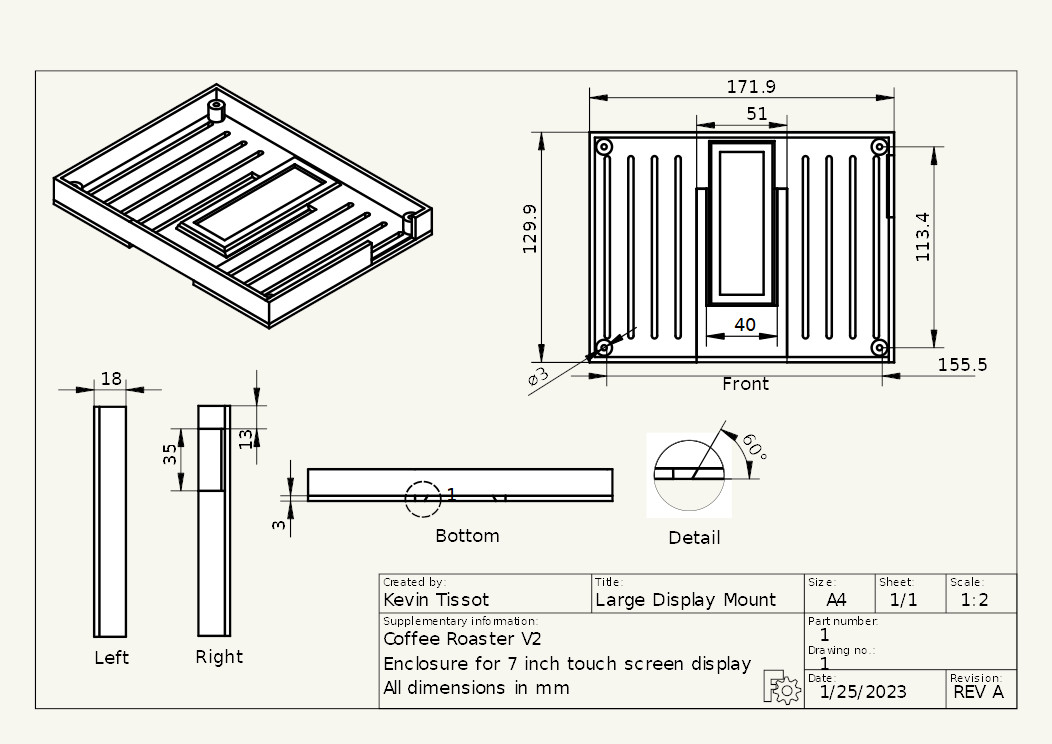 171.9
51
129.9
113.4
40
ø3
155.5
Front
18
13
35
60°
1
3
Bottom
Detail
Left
Right
Created by:
Kevin Tissot
Title:
Large Display Mount
Size:
A4
Sheet:
1/1
Scale:
1:2
Supplementary information:
Coffee Roaster V2
Enclosure for 7 inch touch screen display
All dimensions in mm
Part number:
1
Drawing no.:
1
Date:
1/25/2023
Revision:
REV A